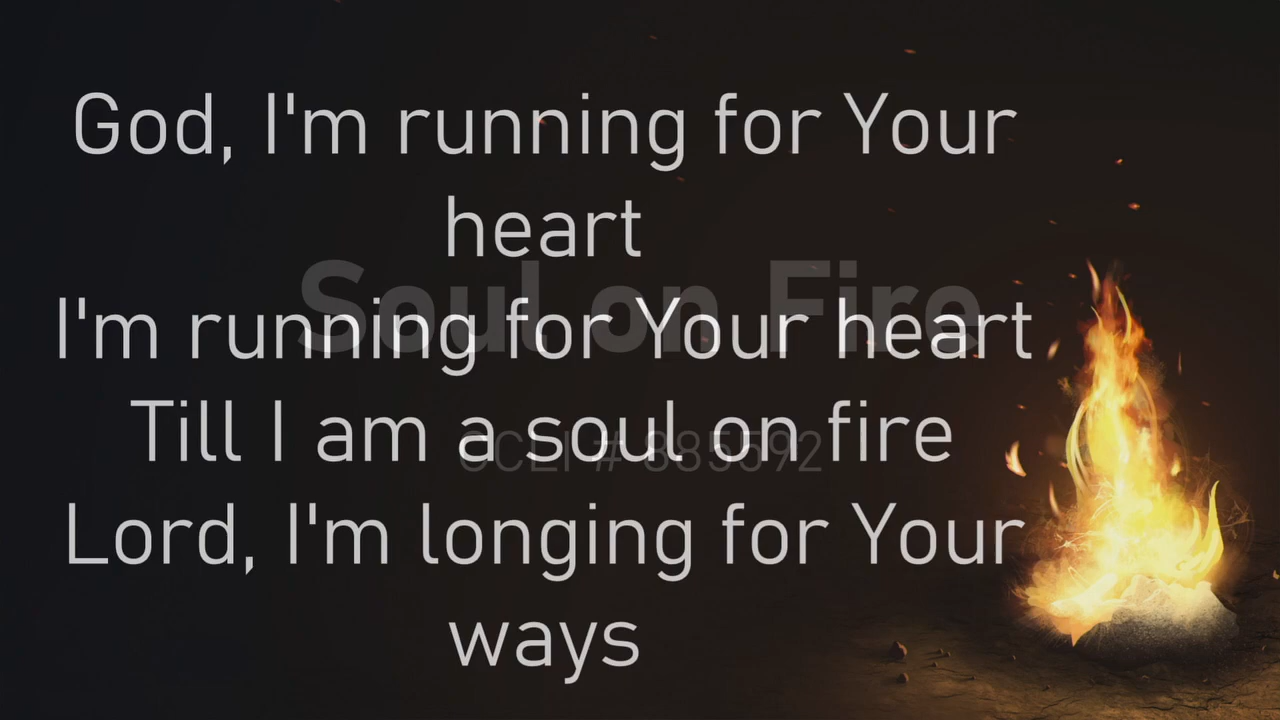 God, I'm running for Your
heart
Soul on Fire
I'm running for Your heart
Till I am a soul on fire
CCLI # 885592
Lord, I'm longing for Your
ways